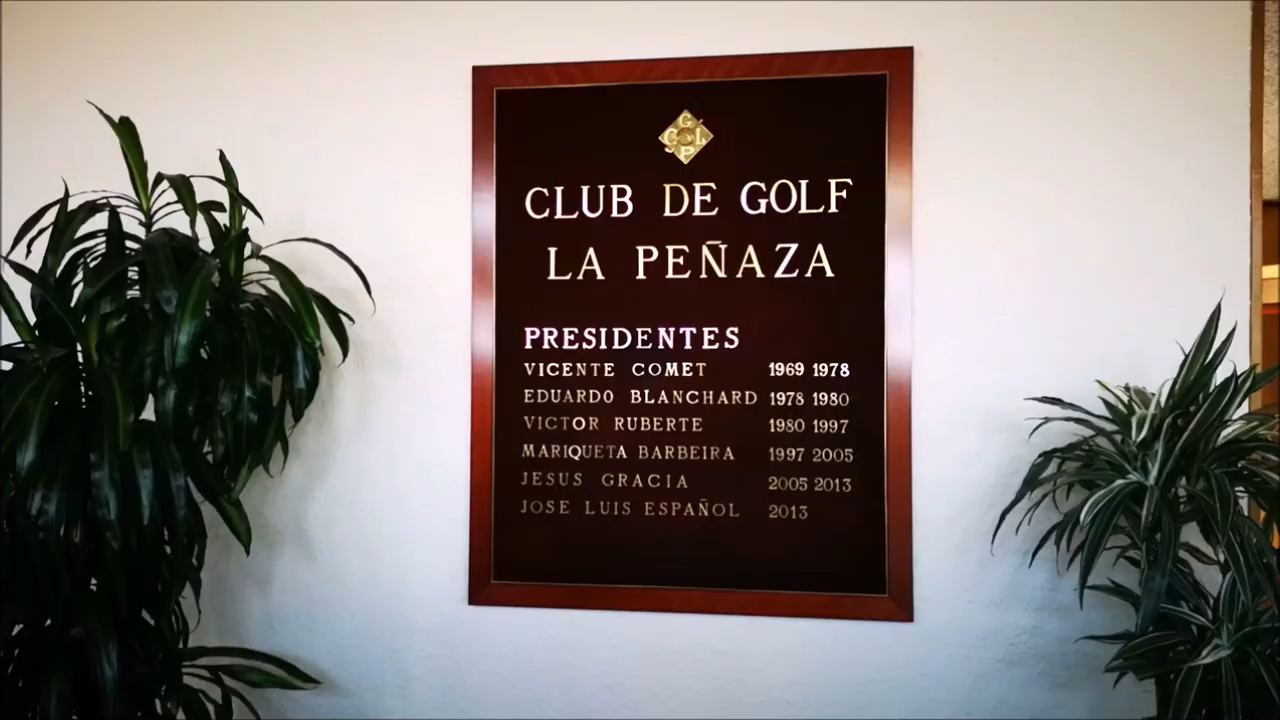 G
C G L
P
CLUB DE GOLF
LA PEÑAZA
PRESIDENTES
VICENTE COMET 1969 1978
EDUARDO BLANCHARD 1978 1980
VICTOR RUBERTE 1980 1997
MARIQUETA BARBEIRA 1997 2005
JESUS GRACIA 2005 2013
JOSE LUIS ESPAÑOL 2013